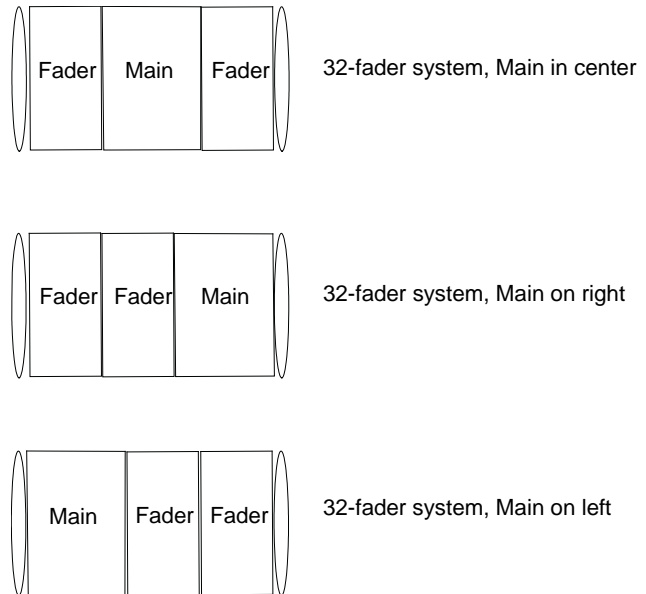 Fader Main Fader 32-fader system, Main in center
Fader Fader Main 32-fader system, Main on right
Main Fader Fader 32-fader system, Main on left